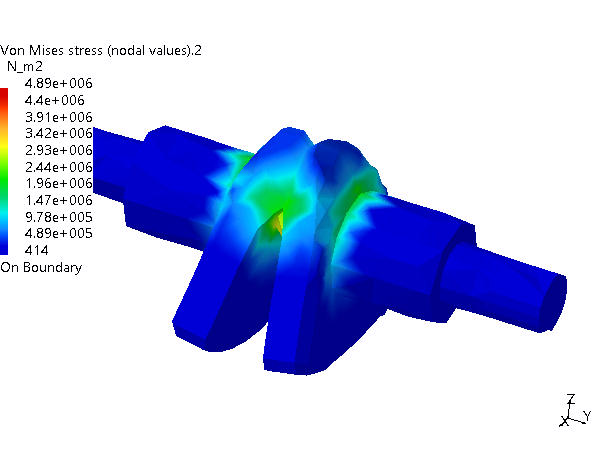 Von Mises stress (nodal values).2
N_m2
4.89e+006
4.4e+006
3.91e+006
3.42e+006
2.93e+006
2.44e+006
1.96e+006
1.47e+006
9.78e+005
4.89e+005
414
On Boundary
Z
X Y